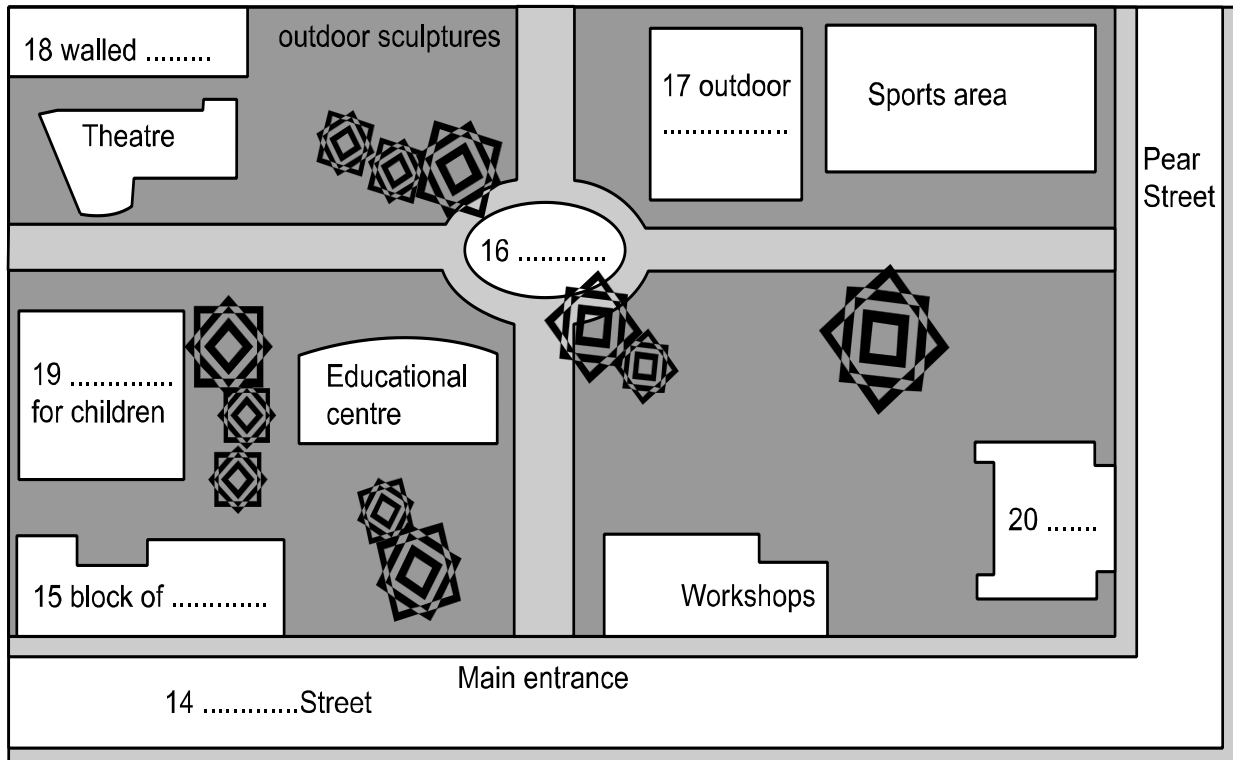 18 walled .........
outdoor sculptures
17 outdoor
................
Sports area
Theatre
Pear
Street
16 ............
19 ..............
for children
Educational
centre
20 .......
15 block of .............
Workshops
Main entrance
14 .............Street